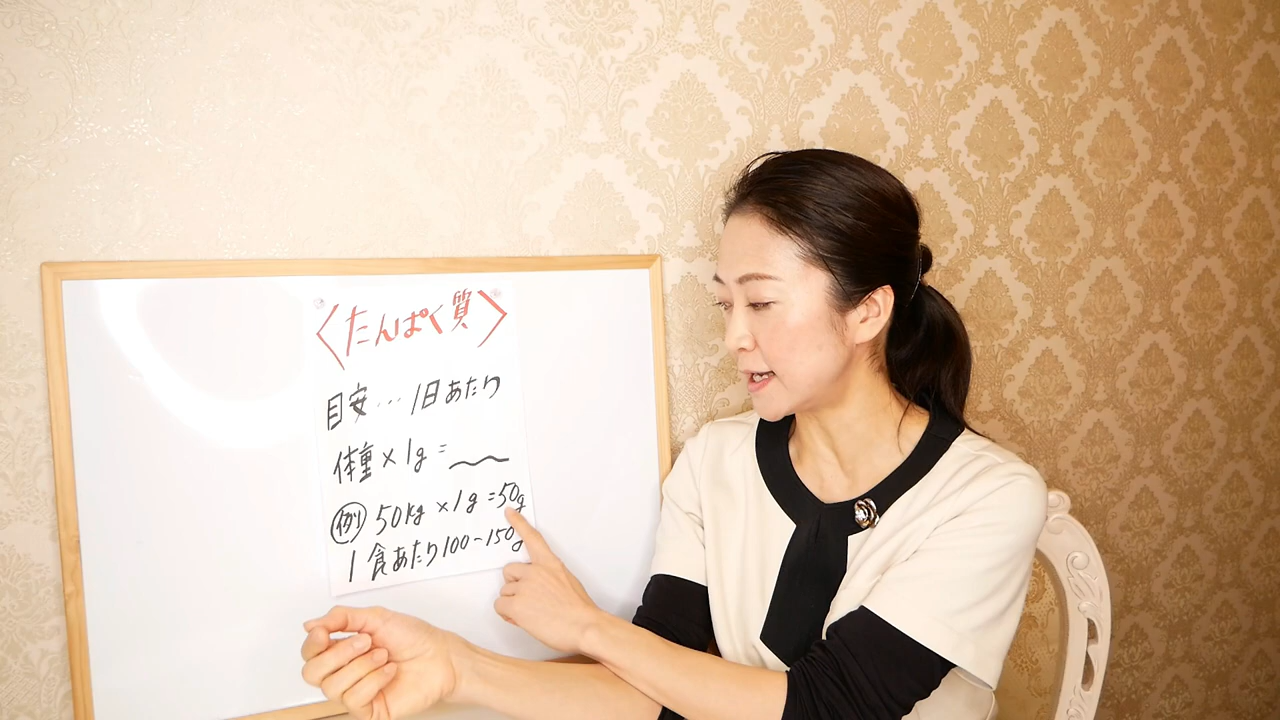 〈たんぱく質〉
目安…1日あたり
体重×1g=
例 50kg×1g=50g
1食あたり100~150g